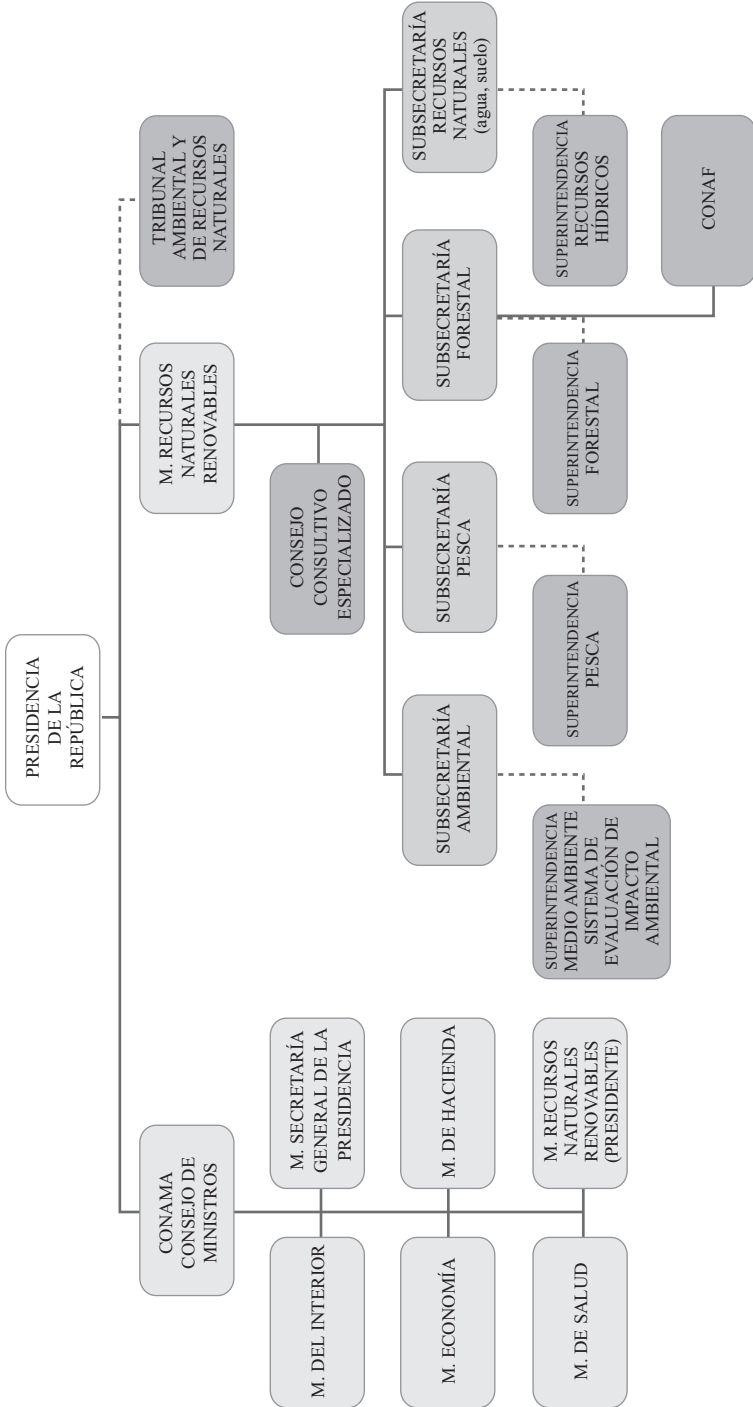 PRESIDENCIA
DE LA
REPÚBLICA
CONAMA
CONSEJO DE
MINISTROS
M. RECURSOS
NATURALES
RENOVABLES
TRIBUNAL
AMBIENTAL Y
DE RECURSOS
NATURALES
M. DEL INTERIOR
M. SECRETARÍA
GENERAL DE LA
PRESIDENCIA
CONSEJO
CONSULTIVO
ESPECIALIZADO
M. ECONOMÍA
M. DE HACIENDA
SUBSECRETARÍA
AMBIENTAL
SUBSECRETARÍA
PESCA
SUBSECRETARÍA
FORESTAL
SUBSECRETARÍA
RECURSOS
NATURALES
(agua, suelo)
M. DE SALUD
M. RECURSOS
NATURALES
RENOVABLES
(PRESIDENTE)
SUPERINTENDENCIA
MEDIO AMBIENTE
SISTEMA DE
EVALUACIÓN DE
IMPACTO
AMBIENTAL
SUPERINTENDENCIA
PESCA
SUPERINTENDENCIA
FORESTAL
SUPERINTENDENCIA
RECURSOS
HÍDRICOS
CONAF